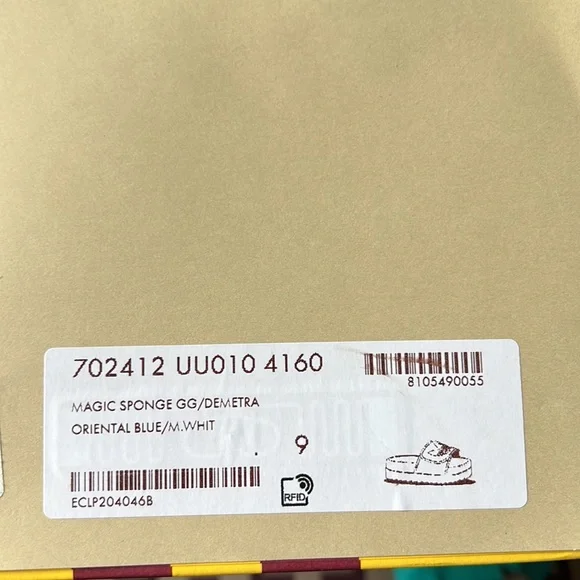 702412 UU010 4160
8105490055
MAGIC SPONGE GG/DEMETRA
ORIENTAL BLUE/M.WHIT
9
ECLP204046B
RFID